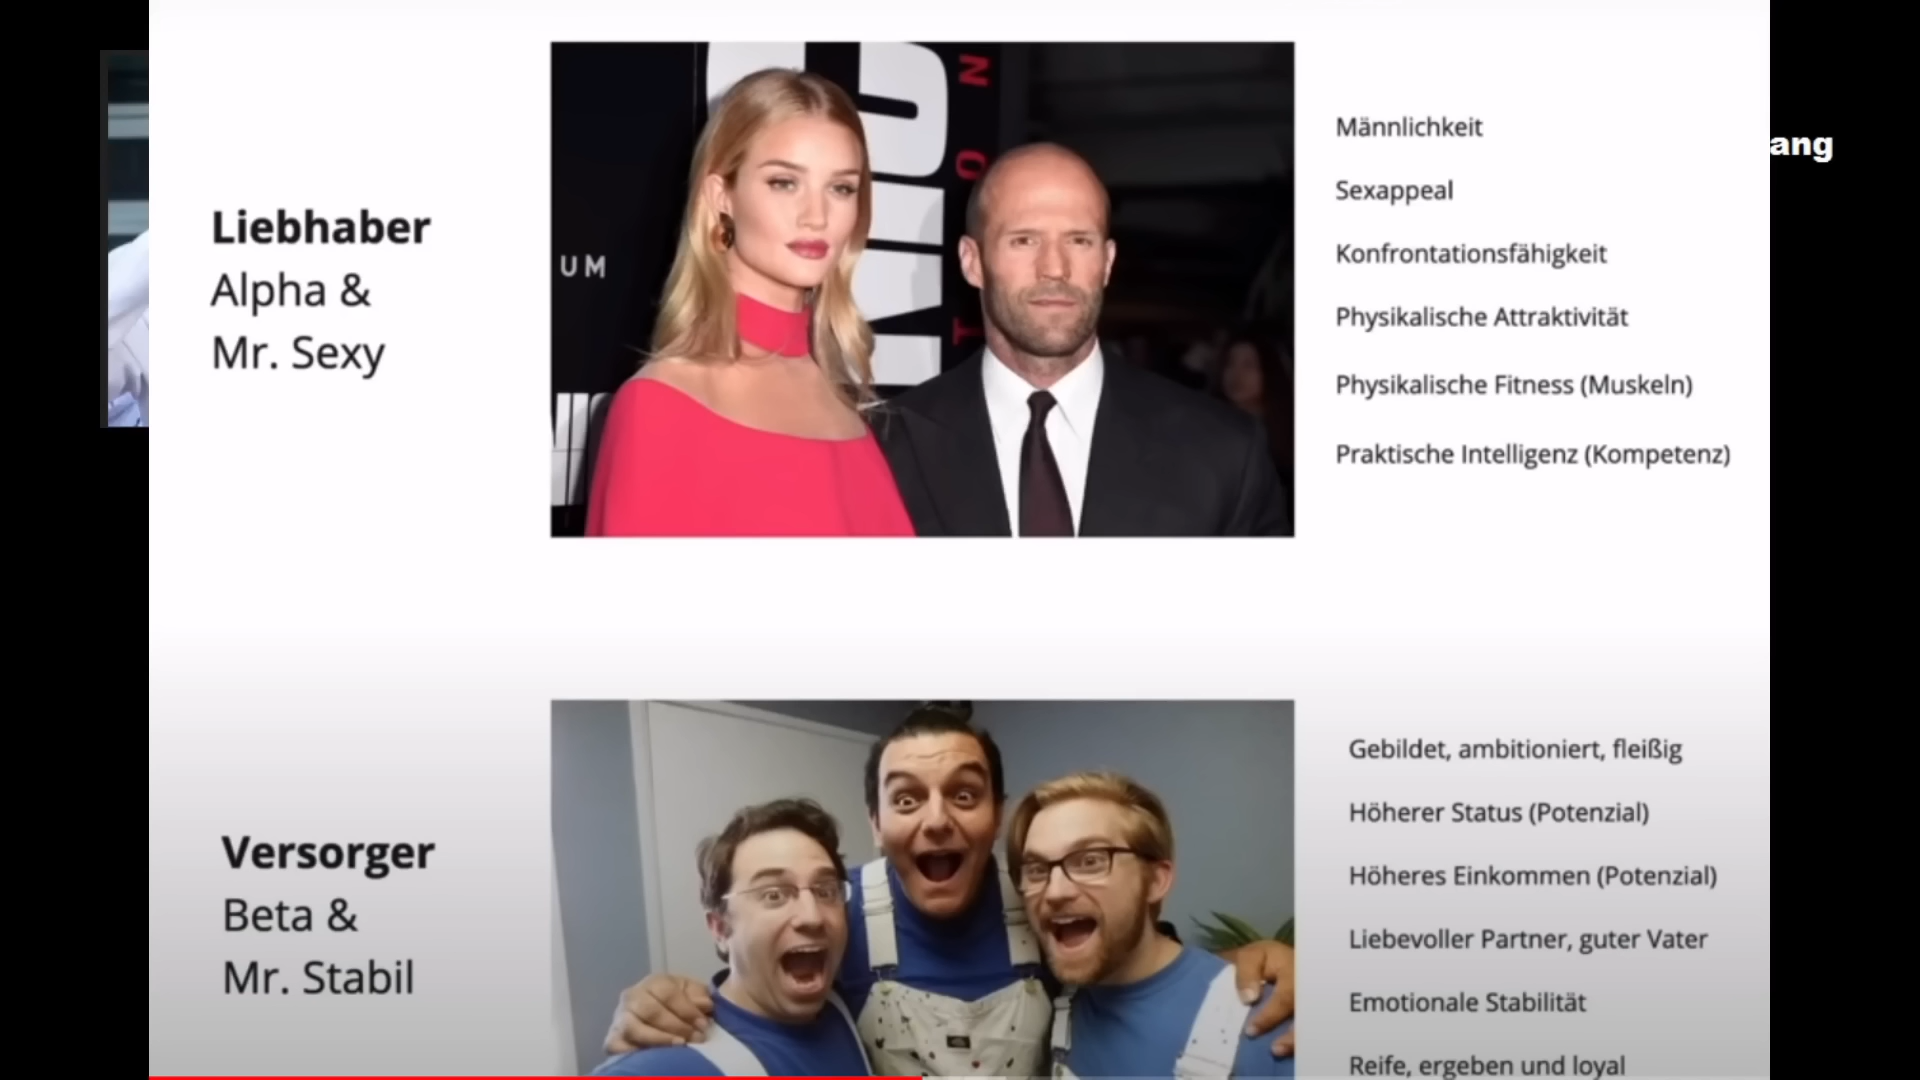 Liebhaber
Alpha &
Mr. Sexy
UM
TON
Männlichkeit
Sexappeal
Konfrontationsfähigkeit
Physikalische Attraktivität
Physikalische Fitness (Muskeln)
Praktische Intelligenz (Kompetenz)
ang
Versorger
Beta &
Mr. Stabil
Gebildet, ambitioniert, fleißig
Höherer Status (Potenzial)
Höheres Einkommen (Potenzial)
Liebevoller Partner, guter Vater
Emotionale Stabilität
Reife, ergeben und loyal